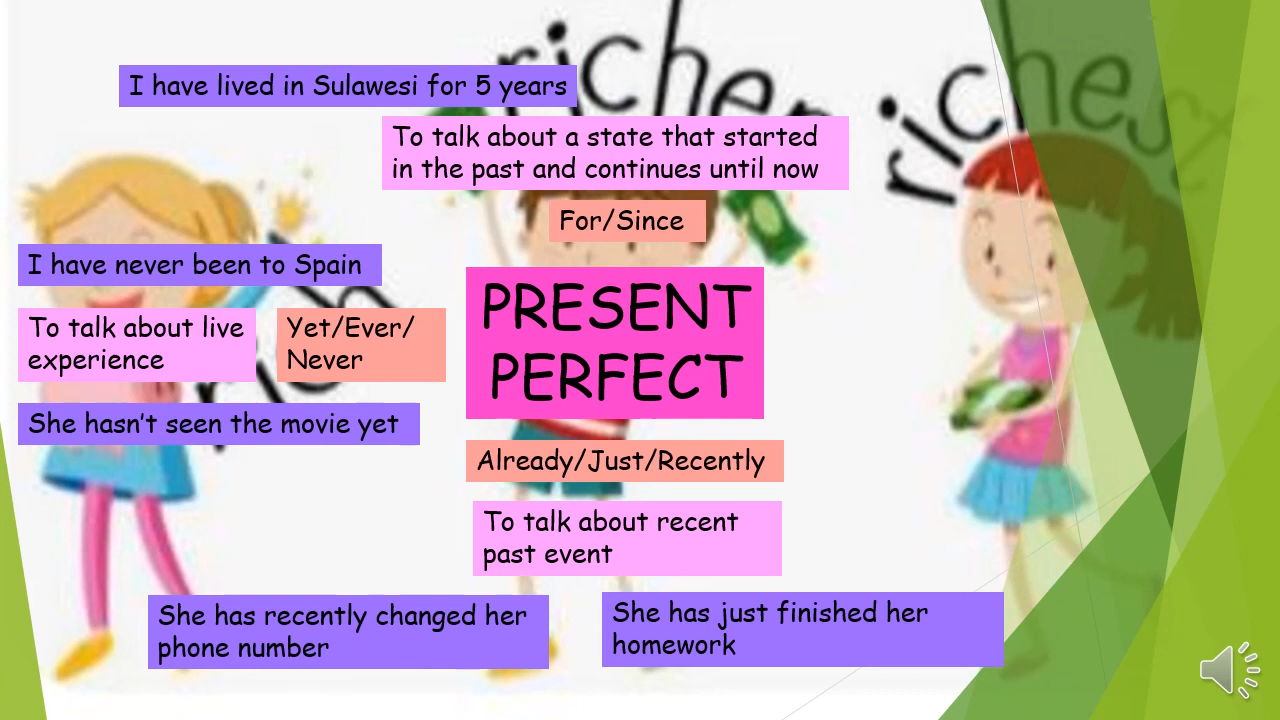 richer
richest
I have lived in Sulawesi for 5 years
To talk about a state that started
in the past and continues until now
For/Since
I have never been to Spain
rich
To talk about live
experience
Yet/Ever/
Never
PRESENT
PERFECT
She hasn't seen the movie yet
Already/Just/Recently
To talk about recent
past event
She has recently changed her
phone number
She has just finished her
homework